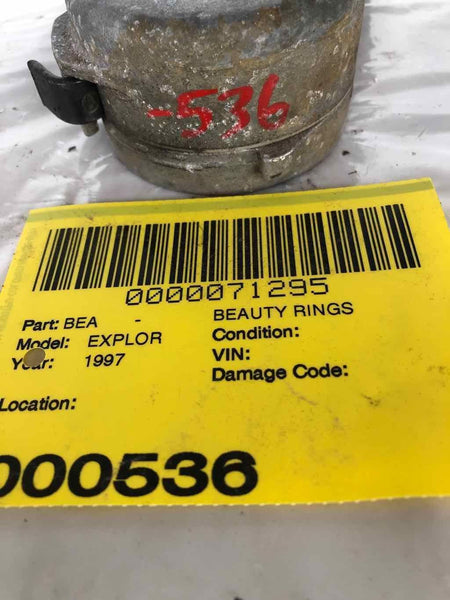 -536
0000071295
Part: BEA - BEAUTY RINGS
Model: EXPLOR Condition:
Year: 1997 VIN:
Damage Code:
Location:
000536